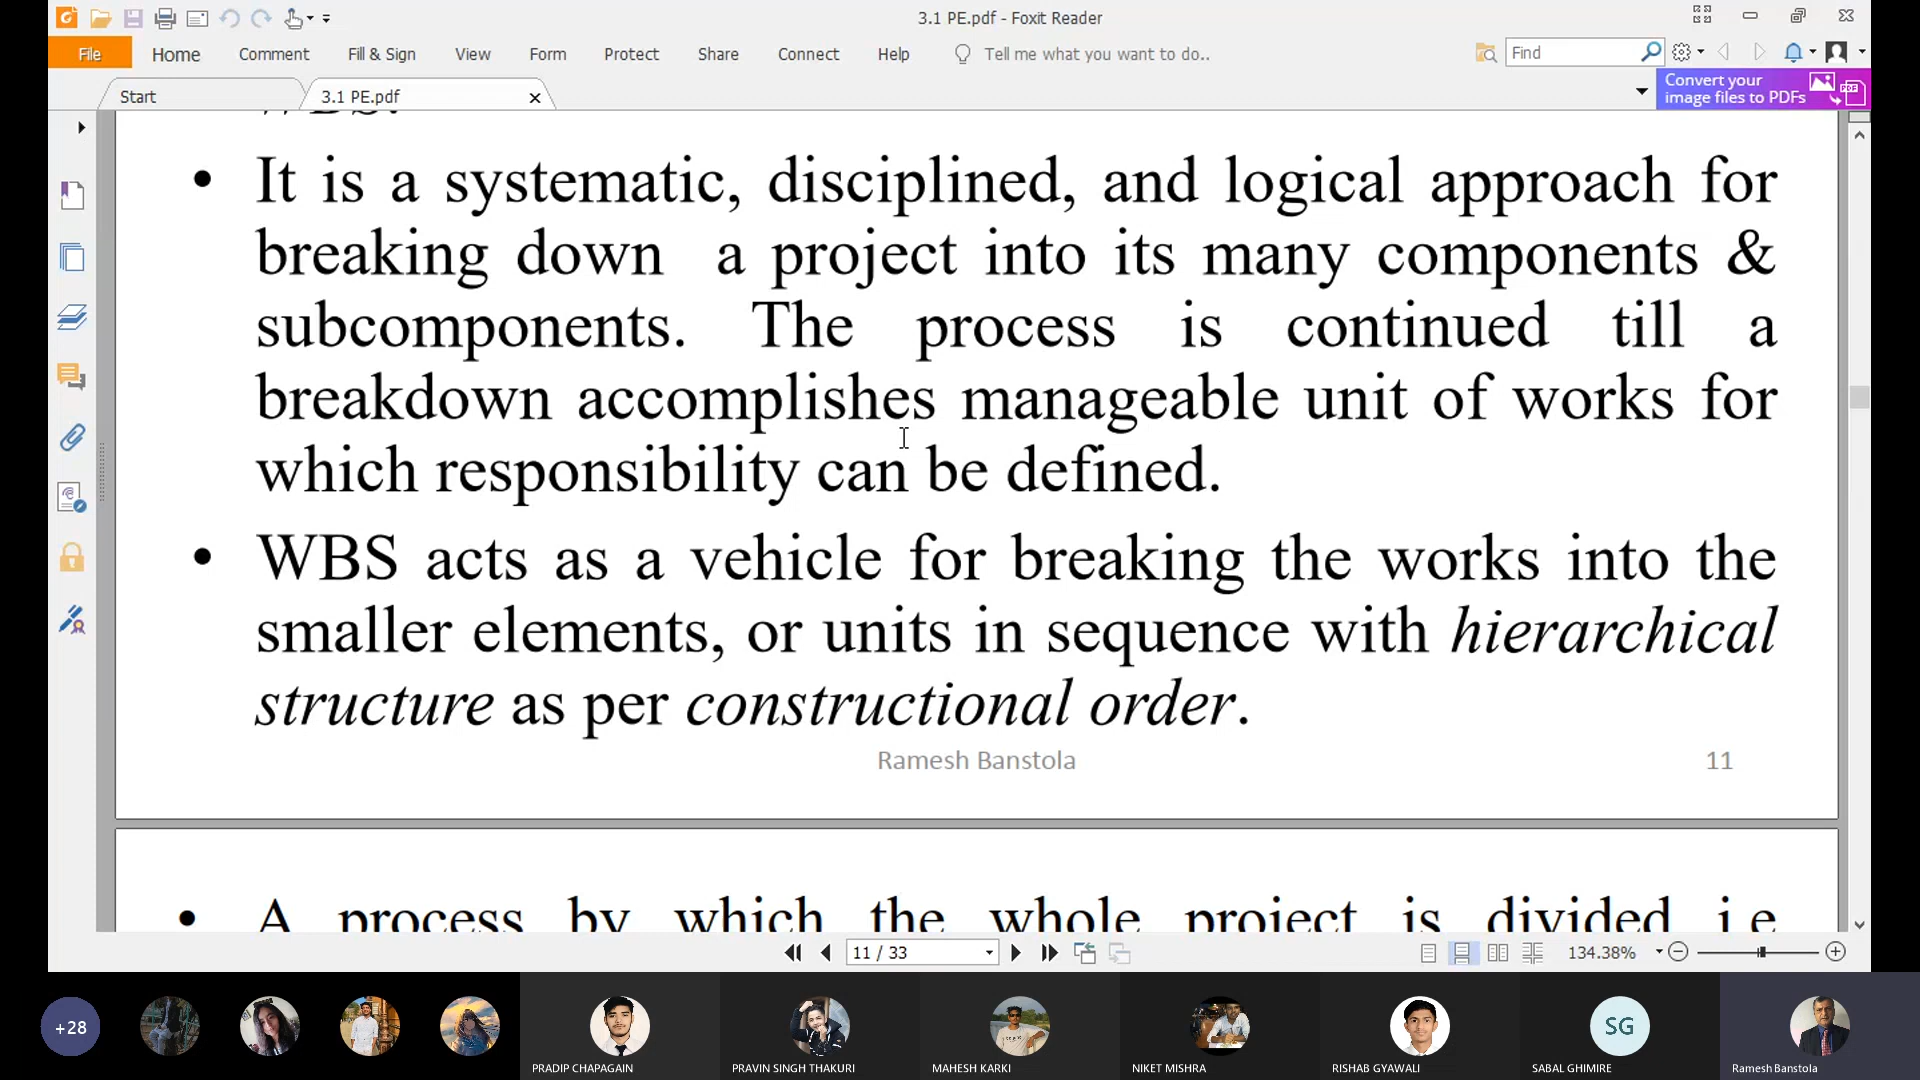 3.1 PE.pdf - Foxit Reader
File Home Comment Fill & Sign View Form Protect Share Connect Help Tell me what you want to do.. Find
Start 3.1 PE.pdf
Convert your
image files to PDFs
WBS.
• It is a systematic, disciplined, and logical approach for
breaking down a project into its many components &
subcomponents. The process is continued till a
breakdown accomplishes manageable unit of works for
which responsibility can be defined.
• WBS acts as a vehicle for breaking the works into the
smaller elements, or units in sequence with hierarchical
structure as per constructional order.
Ramesh Banstola 11
• A process by which the whole project is divided i.e
11 / 33 134.38%
+28 SG
PRADIP CHAPAGAIN PRAVIN SINGH THAKURI MAHESH KARKI NIKET MISHRA RISHAB GYAWALI SABAL GHIMIRE Ramesh Banstola